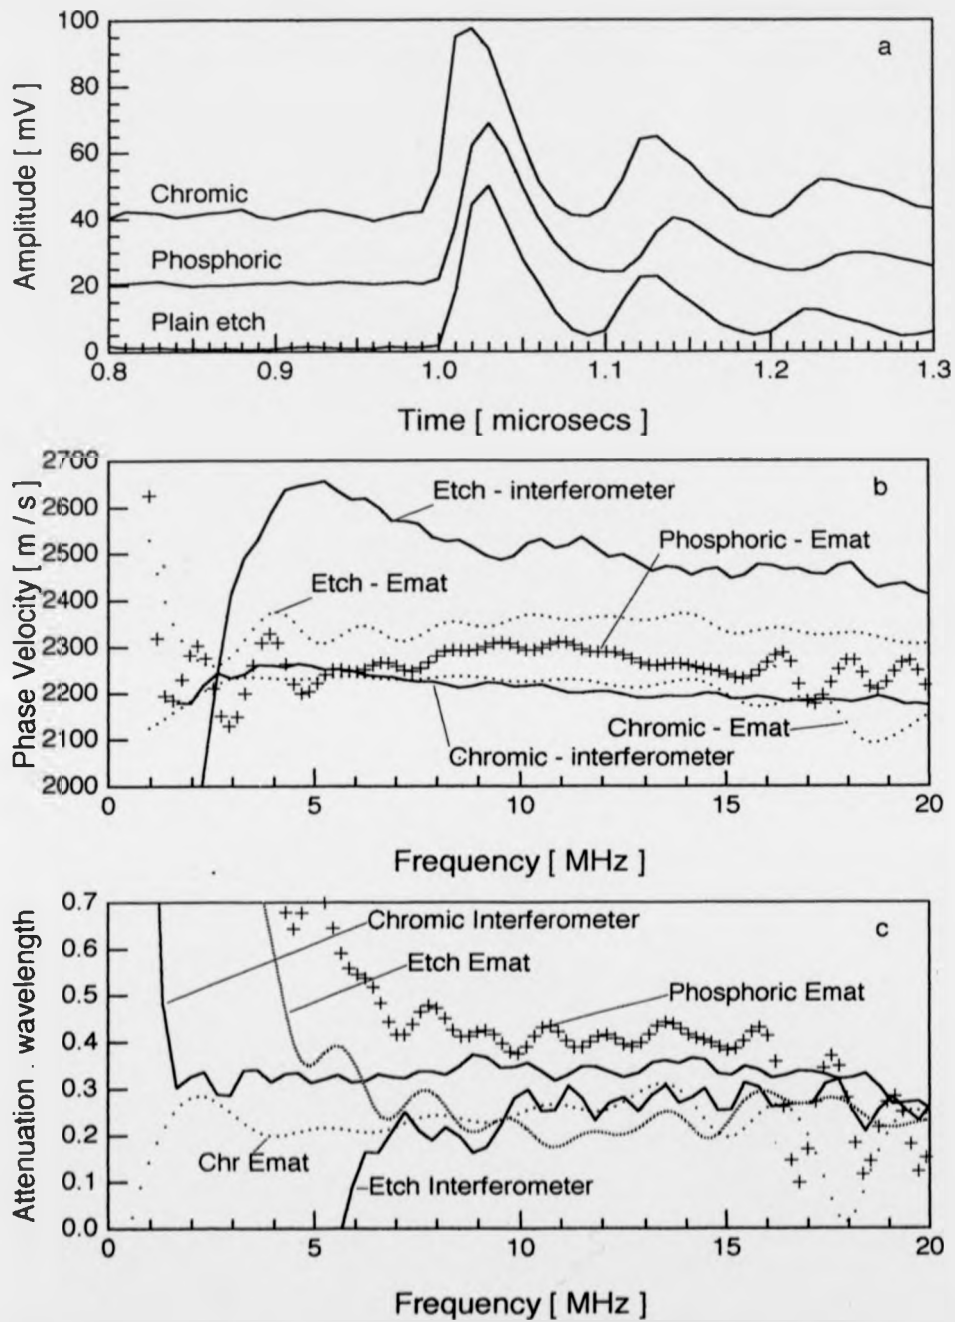 100
80
60
40
20
0
Amplitude [ mV ]
a
Chromic
Phosphoric
Plain etch
0.8 0.9 1.0 1.1 1.2 1.3
Time [ microsecs ]
2700
2600
2500
2400
2300
2200
2100
2000
Phase Velocity [ m / s ]
b
Etch - interferometer
Phosphoric - Emat
Etch - Emat
Chromic - Emat
Chromic - interferometer
0 5 10 15 20
Frequency [ MHz ]
0.7
0.6
0.5
0.4
0.3
0.2
0.1
0.0
Attenuation . wavelength
c
Chromic Interferometer
Etch Emat
Phosphoric Emat
Chr Emat
Etch Interferometer
0 5 10 15 20
Frequency [ MHz ]